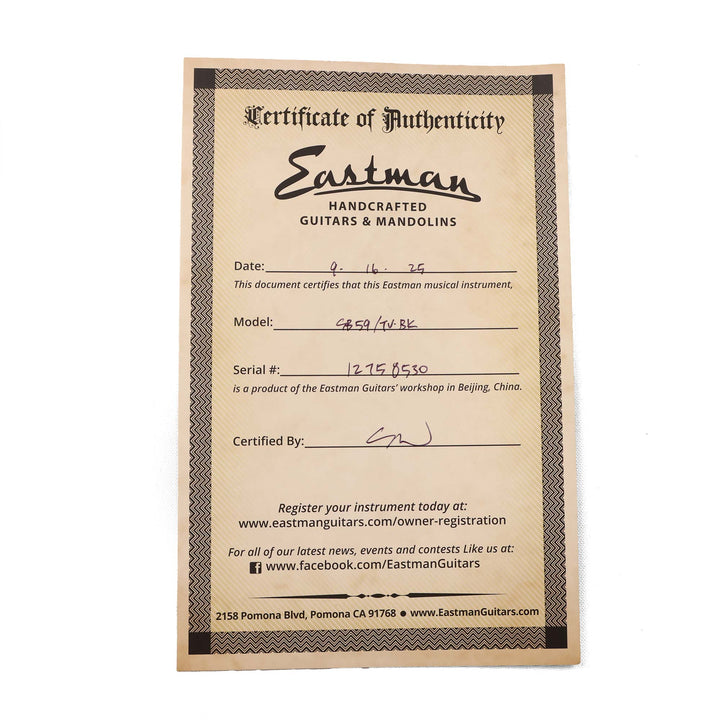 Certificate of Authenticity
Eastman
HANDCRAFTED
GUITARS & MANDOLINS
Date: 9. 16. 25
This document certifies that this Eastman musical instrument,
Model: SB59/TV-BK
Serial #: 12758530
is a product of the Eastman Guitars' workshop in Beijing, China.
Certified By:
Register your instrument today at:
www.eastmanguitars.com/owner-registration
For all of our latest news, events and contests Like us at:
f www.facebook.com/EastmanGuitars
2158 Pomona Blvd, Pomona CA 91768 ● www.EastmanGuitars.com